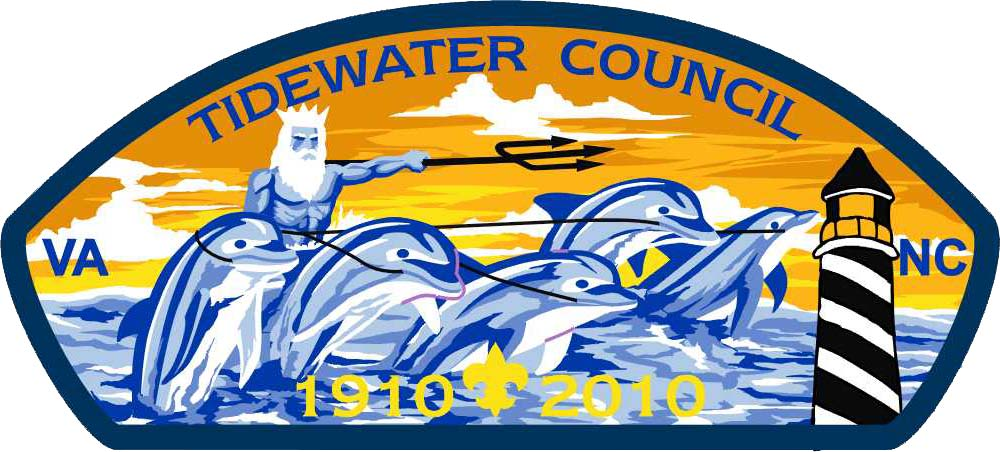 TIDEWATER COUNCIL
VA NC
1910 2010